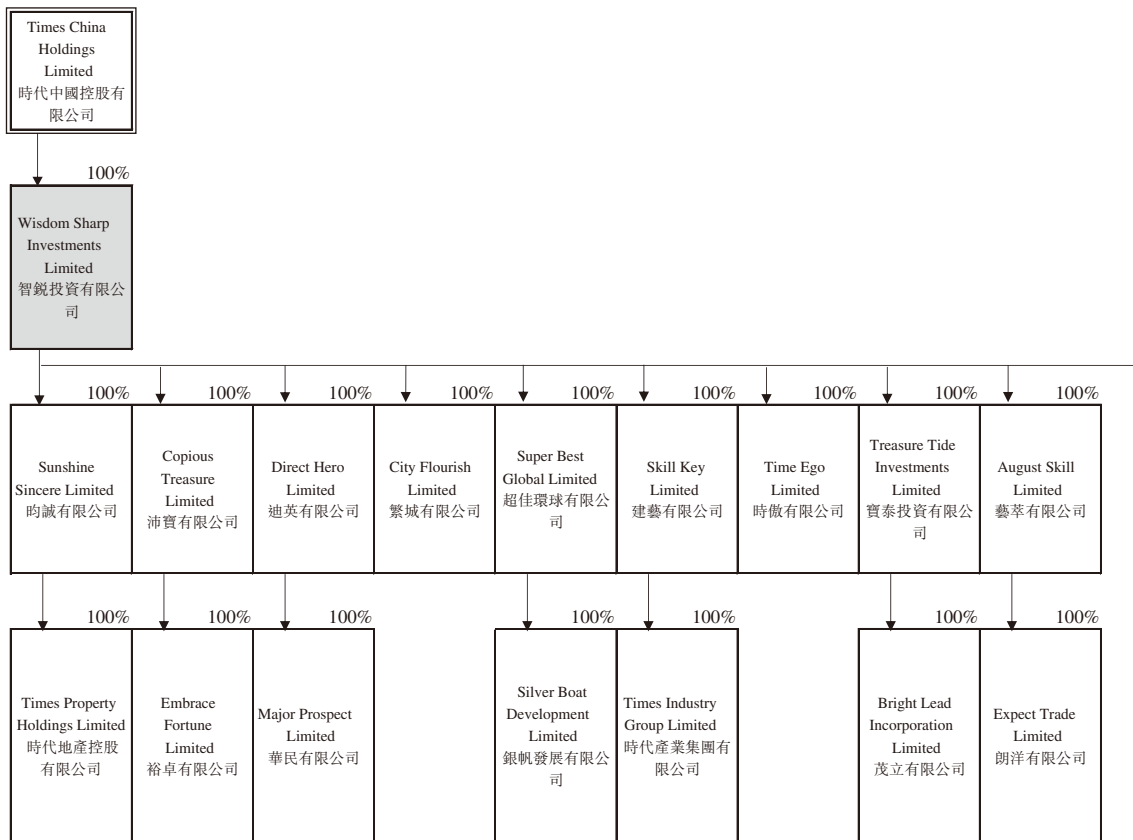 Times China
Holdings
Limited
時代中國控股有
限公司
100%
Wisdom Sharp
Investments
Limited
智銳投資有限公
司
100%
100%
100%
100%
100%
100%
100%
100%
100%
Sunshine
Sincere Limited
昀誠有限公司
Copious
Treasure
Limited
沛寶有限公司
Direct Hero
Limited
迪英有限公司
City Flourish
Limited
繁城有限公司
Super Best
Global Limited
超佳環球有限公
司
Skill Key
Limited
建藝有限公司
Time Ego
Limited
時傲有限公司
Treasure Tide
Investments
Limited
寶泰投資有限公
司
August Skill
Limited
藝萃有限公司
100%
100%
100%
100%
100%
100%
100%
Times Property
Holdings Limited
時代地產控股
有限公司
Embrace
Fortune
Limited
裕卓有限公司
Major Prospect
Limited
華民有限公司
Silver Boat
Development
Limited
銀帆發展有限公
司
Times Industry
Group Limited
時代產業集團有
限公司
Bright Lead
Incorporation
Limited
茂立有限公司
Expect Trade
Limited
朗洋有限公司